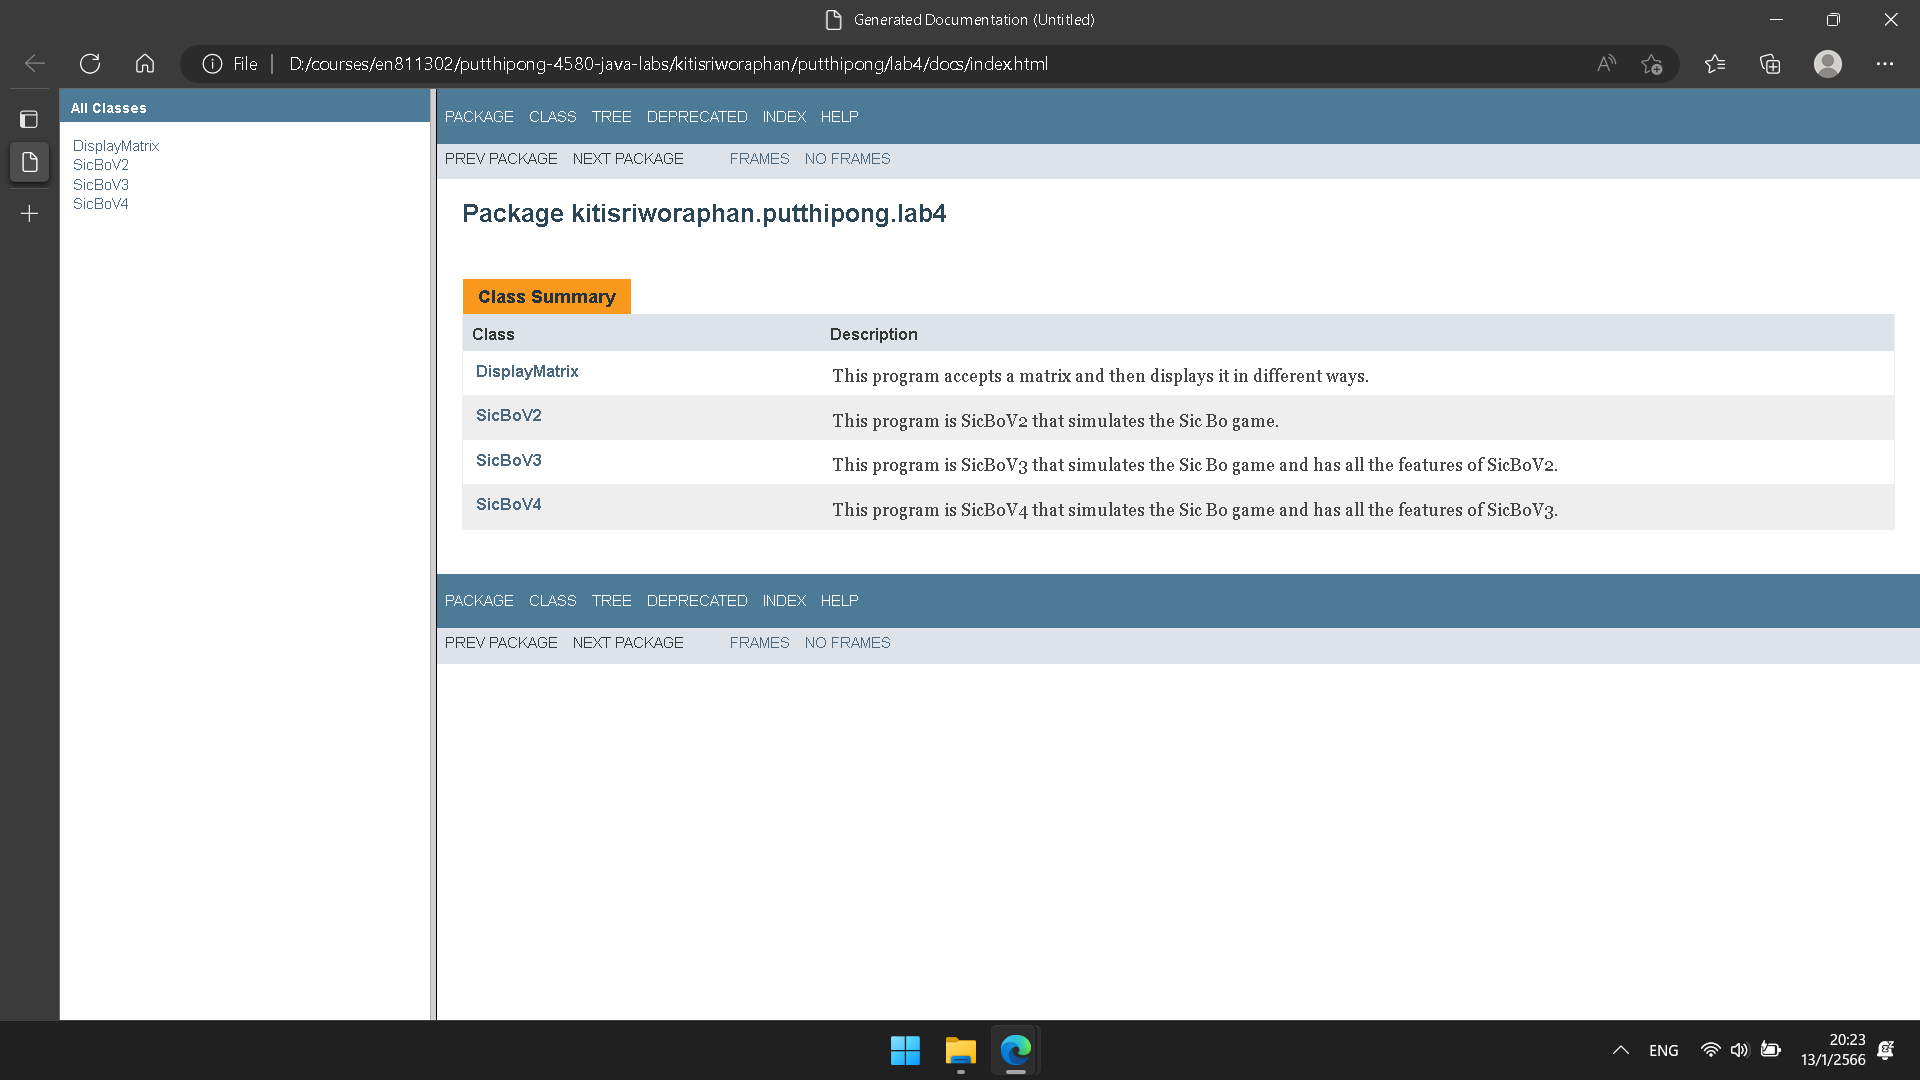 Generated Documentation (Untitled)
File | D:/courses/en811302/putthipong-4580-java-labs/kitisriworaphan/putthipong/lab4/docs/index.html
All Classes
DisplayMatrix
SicBoV2
SicBoV3
SicBoV4
PACKAGE CLASS TREE DEPRECATED INDEX HELP
PREV PACKAGE NEXT PACKAGE FRAMES NO FRAMES
Package kitisriworaphan.putthipong.lab4
Class Summary
Class Description
DisplayMatrix This program accepts a matrix and then displays it in different ways.
SicBoV2 This program is SicBoV2 that simulates the Sic Bo game.
SicBoV3 This program is SicBoV3 that simulates the Sic Bo game and has all the features of SicBoV2.
SicBoV4 This program is SicBoV4 that simulates the Sic Bo game and has all the features of SicBoV3.
PACKAGE CLASS TREE DEPRECATED INDEX HELP
PREV PACKAGE NEXT PACKAGE FRAMES NO FRAMES
ENG
20:23
13/1/2566